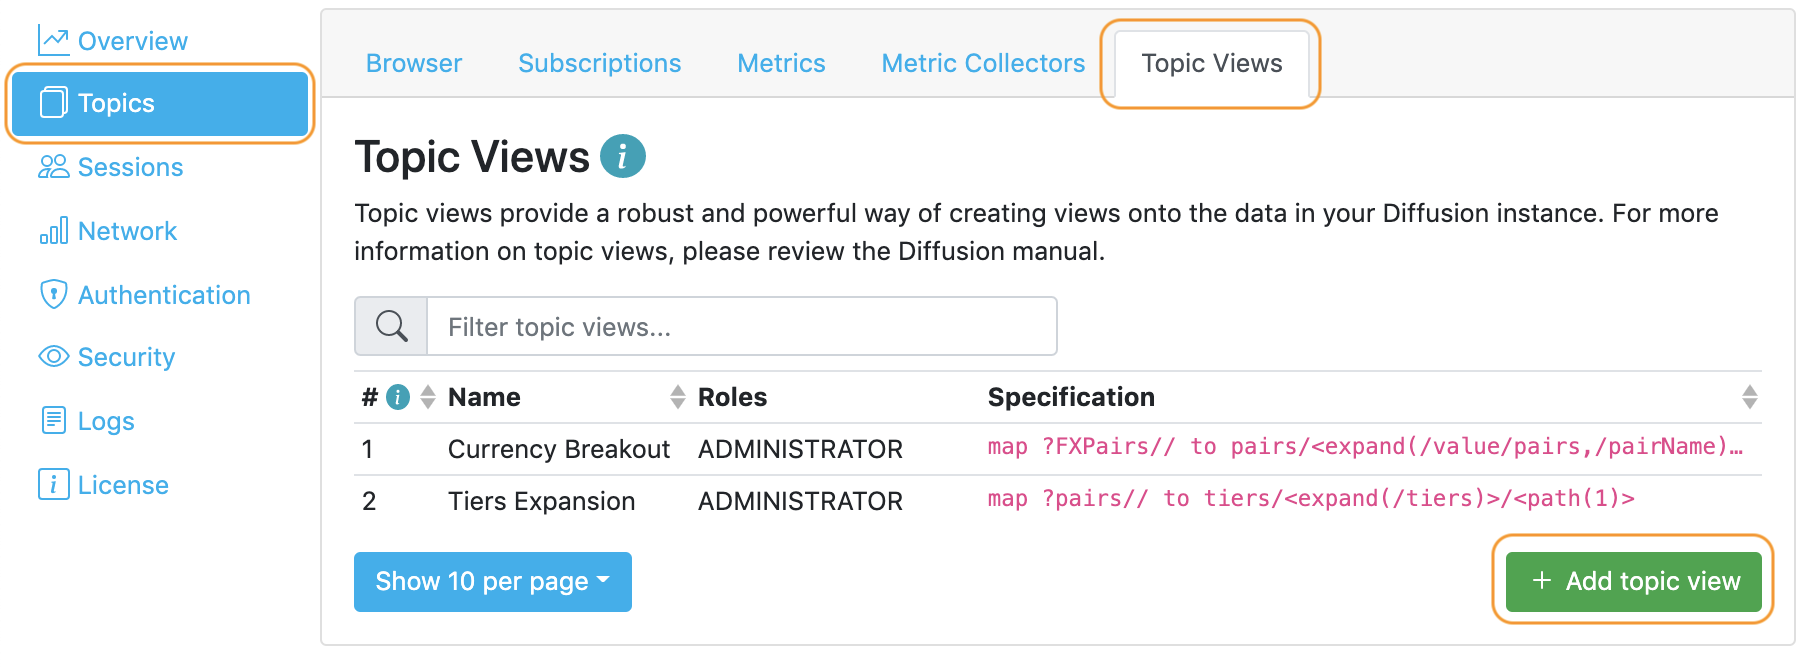 Overview
Topics
Sessions
Network
Authentication
Security
Logs
License
Browser Subscriptions Metrics Metric Collectors Topic Views
Topic Views
Topic views provide a robust and powerful way of creating views onto the data in your Diffusion instance. For more
information on topic views, please review the Diffusion manual.
Filter topic views...
# Name Roles Specification
1 Currency Breakout ADMINISTRATOR map ?FXPairs// to pairs/<expand(/value/pairs,/pairName)…
2 Tiers Expansion ADMINISTRATOR map ?pairs// to tiers/<expand(/tiers)>/<path(1)>
Show 10 per page
+ Add topic view